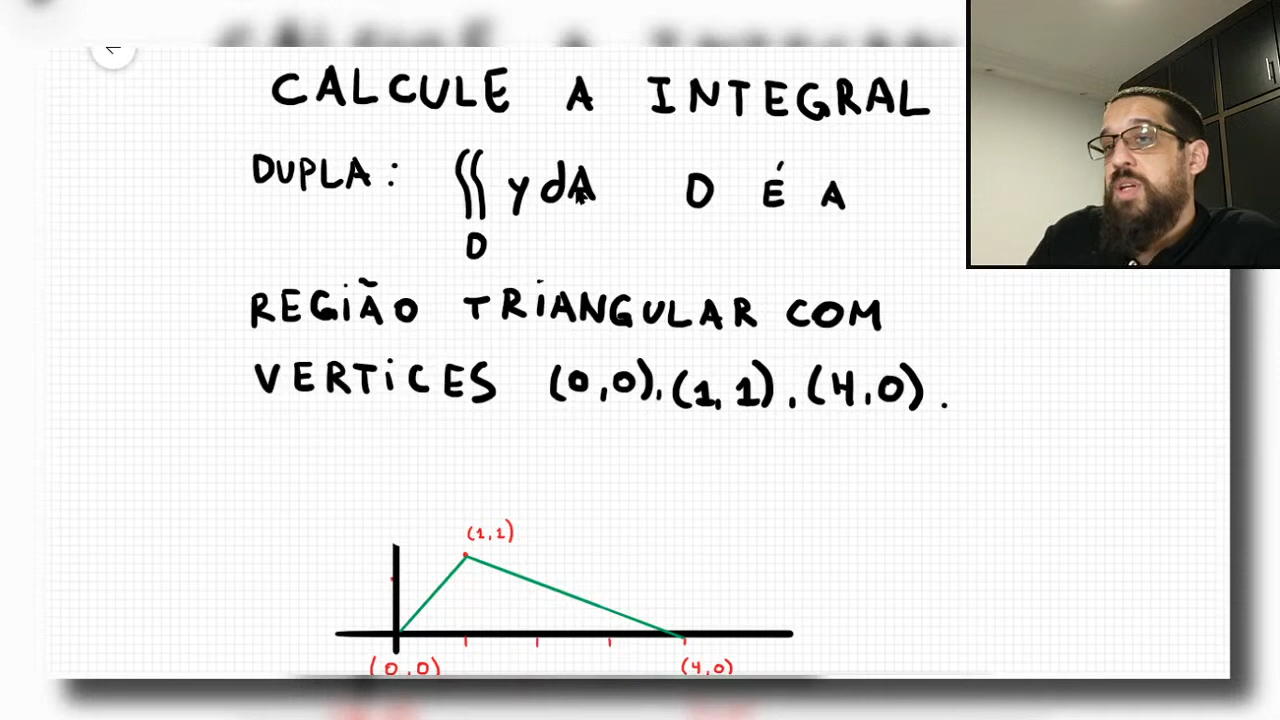 CALCULE A INTEGRAL
DUPLA: ∬ y dA D É A
D
REGIÃO TRIANGULAR COM
VERTICES (0,0),(1,1),(4,0).
(1,1)
(0,0) (4,0)